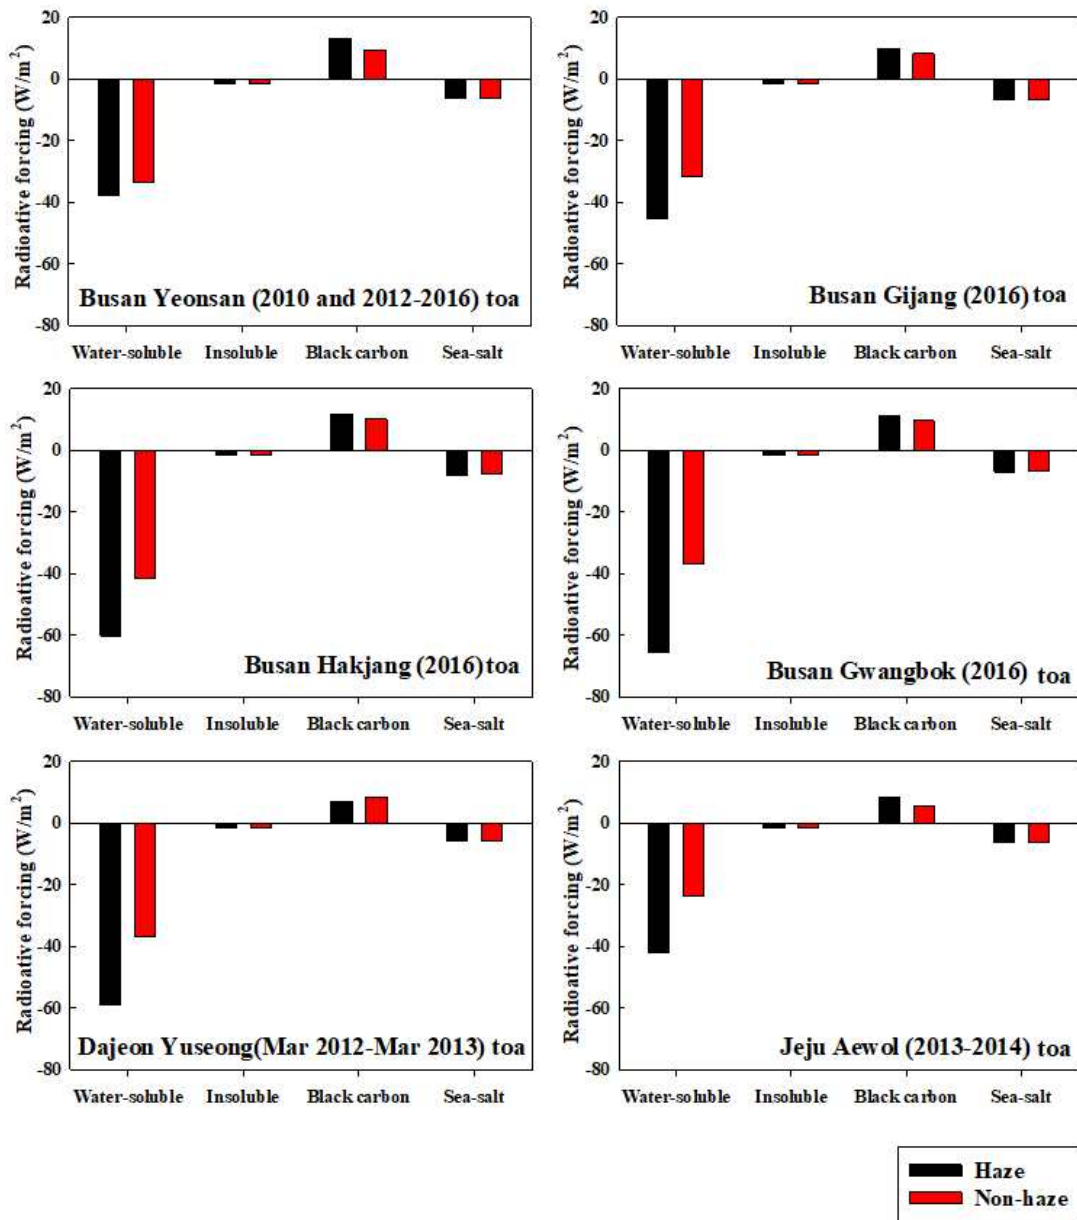 20
0
-20
-40
-60
-80
Radioative forcing (W/m²)
Busan Yeonsan (2010 and 2012-2016) toa
Water-soluble Insoluble Black carbon Sea-salt
20
0
-20
-40
-60
-80
Radioative forcing (W/m²)
Busan Gijang (2016) toa
Water-soluble Insoluble Black carbon Sea-salt
20
0
-20
-40
-60
-80
Radioative forcing (W/m²)
Busan Hakjang (2016) toa
Water-soluble Insoluble Black carbon Sea-salt
20
0
-20
-40
-60
-80
Radioative forcing (W/m²)
Busan Gwangbok (2016) toa
Water-soluble Insoluble Black carbon Sea-salt
20
0
-20
-40
-60
-80
Radioative forcing (W/m²)
Dajeon Yuseong(Mar 2012-Mar 2013) toa
Water-soluble Insoluble Black carbon Sea-salt
20
0
-20
-40
-60
-80
Radioative forcing (W/m²)
Jeju Aewol (2013-2014) toa
Water-soluble Insoluble Black carbon Sea-salt
Haze
Non-haze